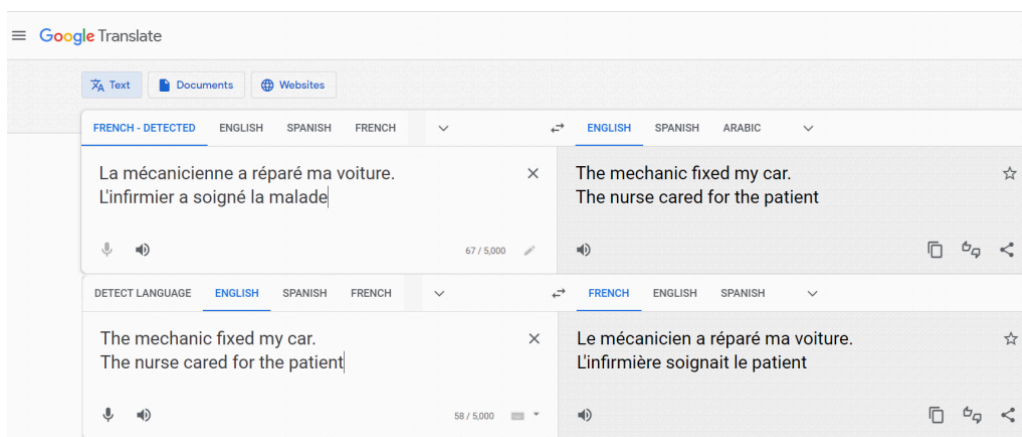 Google Translate
Text Documents Websites
FRENCH - DETECTED ENGLISH SPANISH FRENCH ENGLISH SPANISH ARABIC
La mécanicienne a réparé ma voiture.
L'infirmier a soigné la malade
67 / 5,000
The mechanic fixed my car.
The nurse cared for the patient
DETECT LANGUAGE ENGLISH SPANISH FRENCH FRENCH ENGLISH SPANISH
The mechanic fixed my car.
The nurse cared for the patient
58 / 5,000
Le mécanicien a réparé ma voiture.
L'infirmière soignait le patient